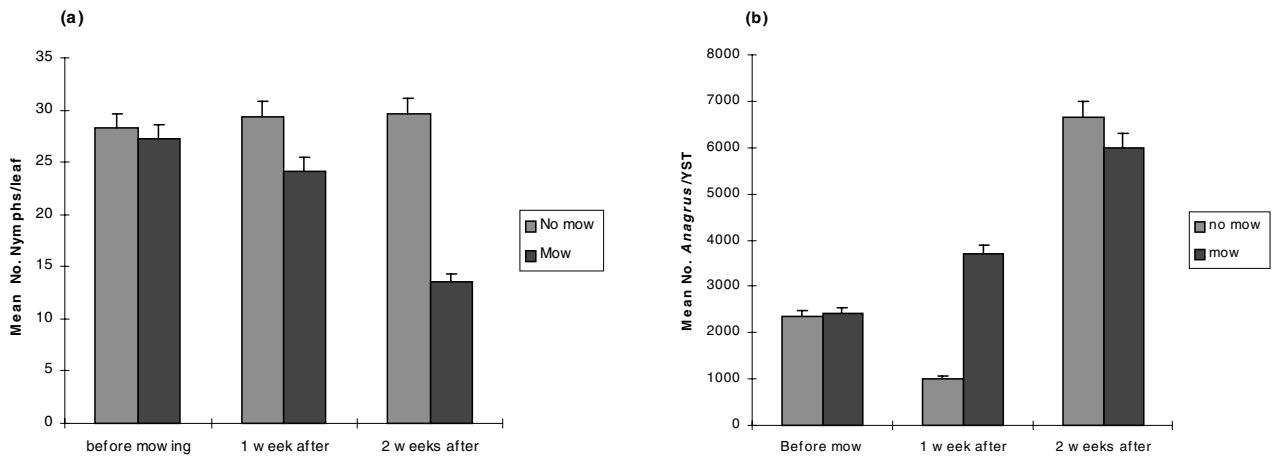 (a)
35
30
25
20
15
10
5
0
Mean No. Nymphs/leaf
before mowing 1 week after 2 weeks after
No mow
Mow
(b)
8000
7000
6000
5000
4000
3000
2000
1000
0
Mean No. Anagrus/YST
Before mow 1 week after 2 weeks after
no mow
mow